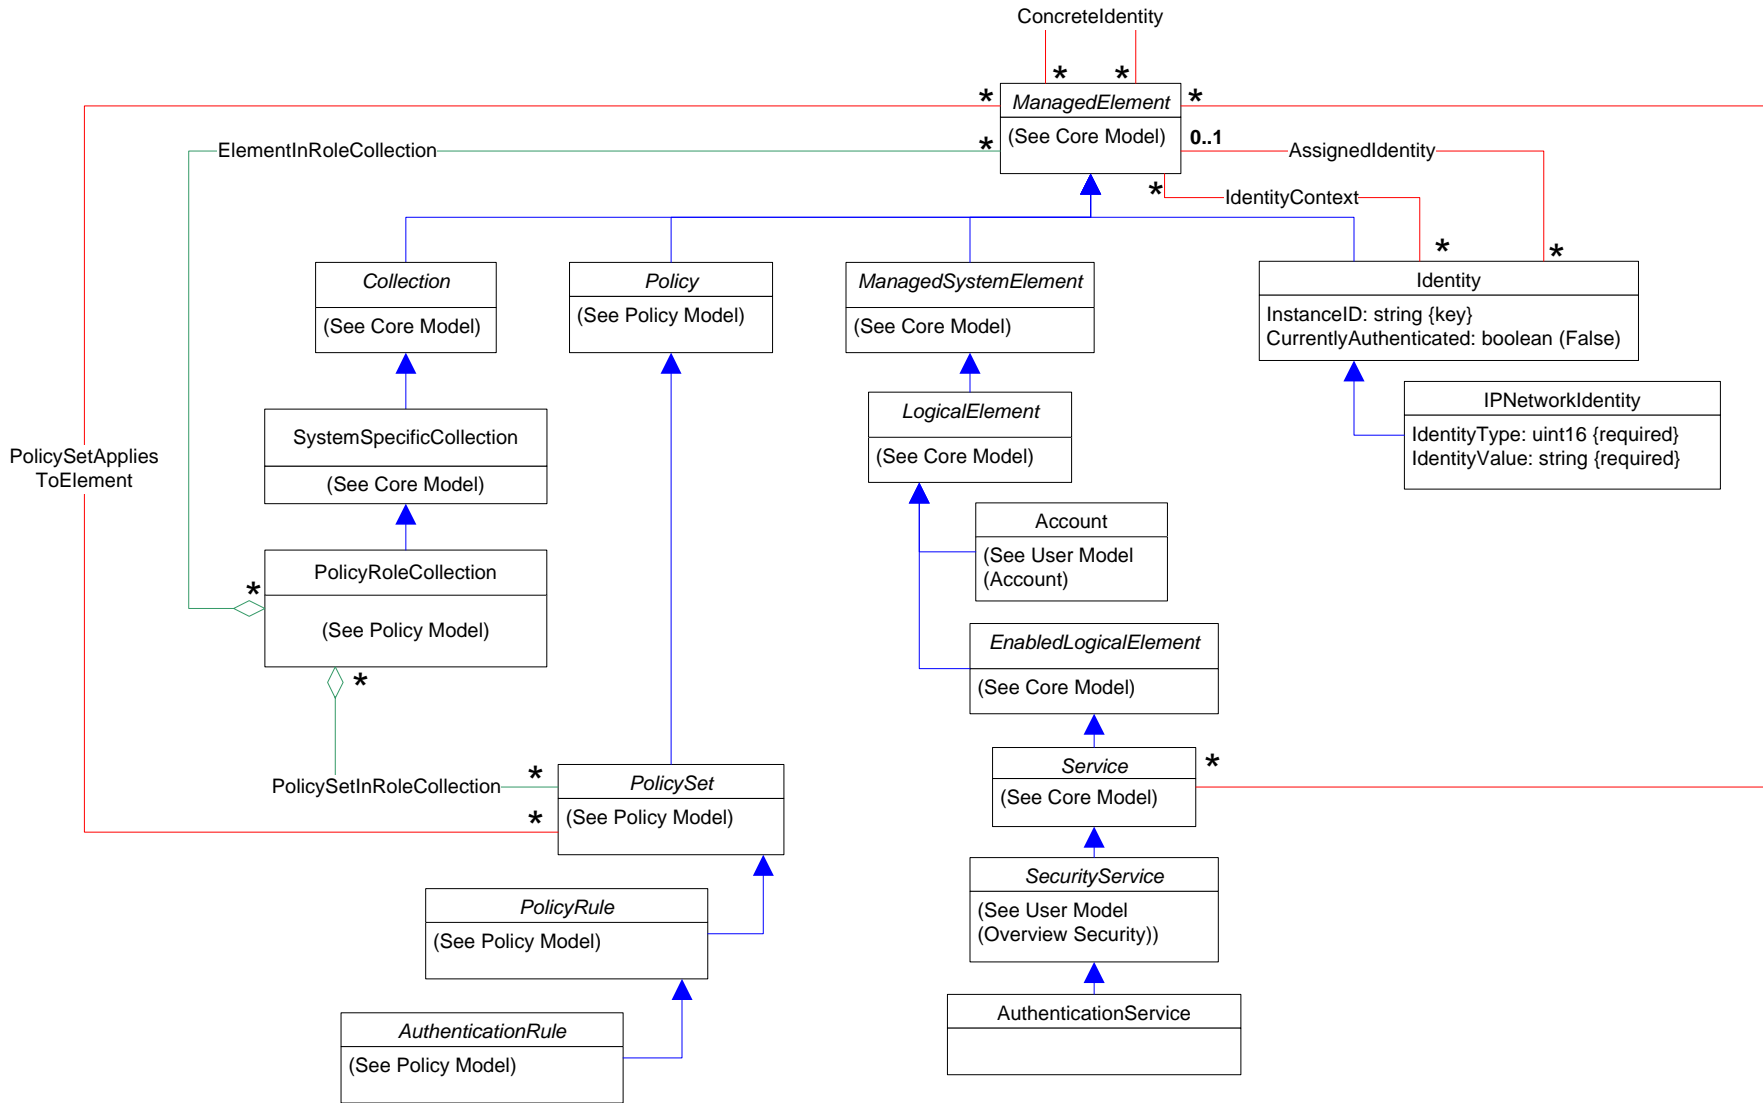 ConcreteIdentity
*
*
*
ManagedElement
*
(See Core Model)
0..1
ElementInRoleCollection
*
AssignedIdentity
*
IdentityContext
*
*
Collection
(See Core Model)
Policy
(See Policy Model)
ManagedSystemElement
(See Core Model)
Identity
InstanceID: string {key}
CurrentlyAuthenticated: boolean (False)
IPNetworkIdentity
IdentityType: uint16 {required}
IdentityValue: string {required}
LogicalElement
(See Core Model)
SystemSpecificCollection
(See Core Model)
PolicySetApplies
ToElement
Account
(See User Model
(Account)
PolicyRoleCollection
*
(See Policy Model)
*
EnabledLogicalElement
(See Core Model)
PolicySetInRoleCollection
*
*
PolicySet
(See Policy Model)
Service
*
(See Core Model)
SecurityService
(See User Model
(Overview Security))
PolicyRule
(See Policy Model)
AuthenticationService
AuthenticationRule
(See Policy Model)